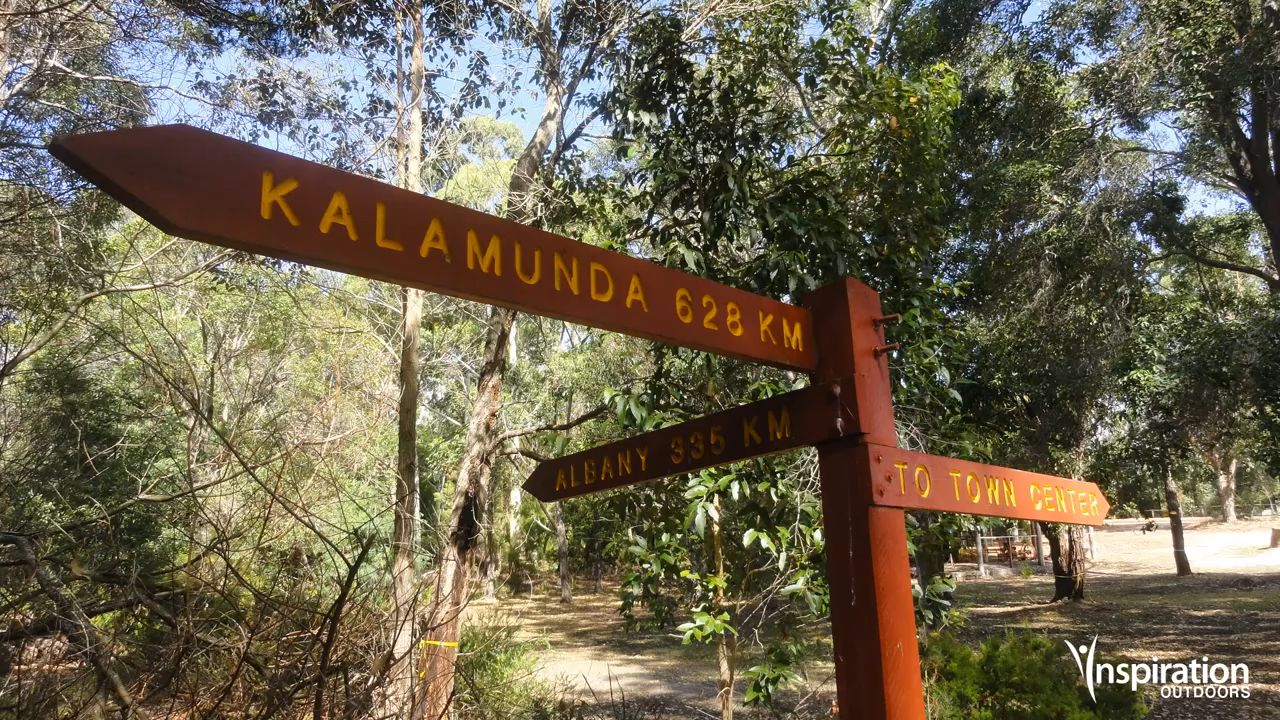 KALAMUNDA 628 KM
ALBANY 335 KM
TO TOWN CENTER
Inspiration
OUTDOORS